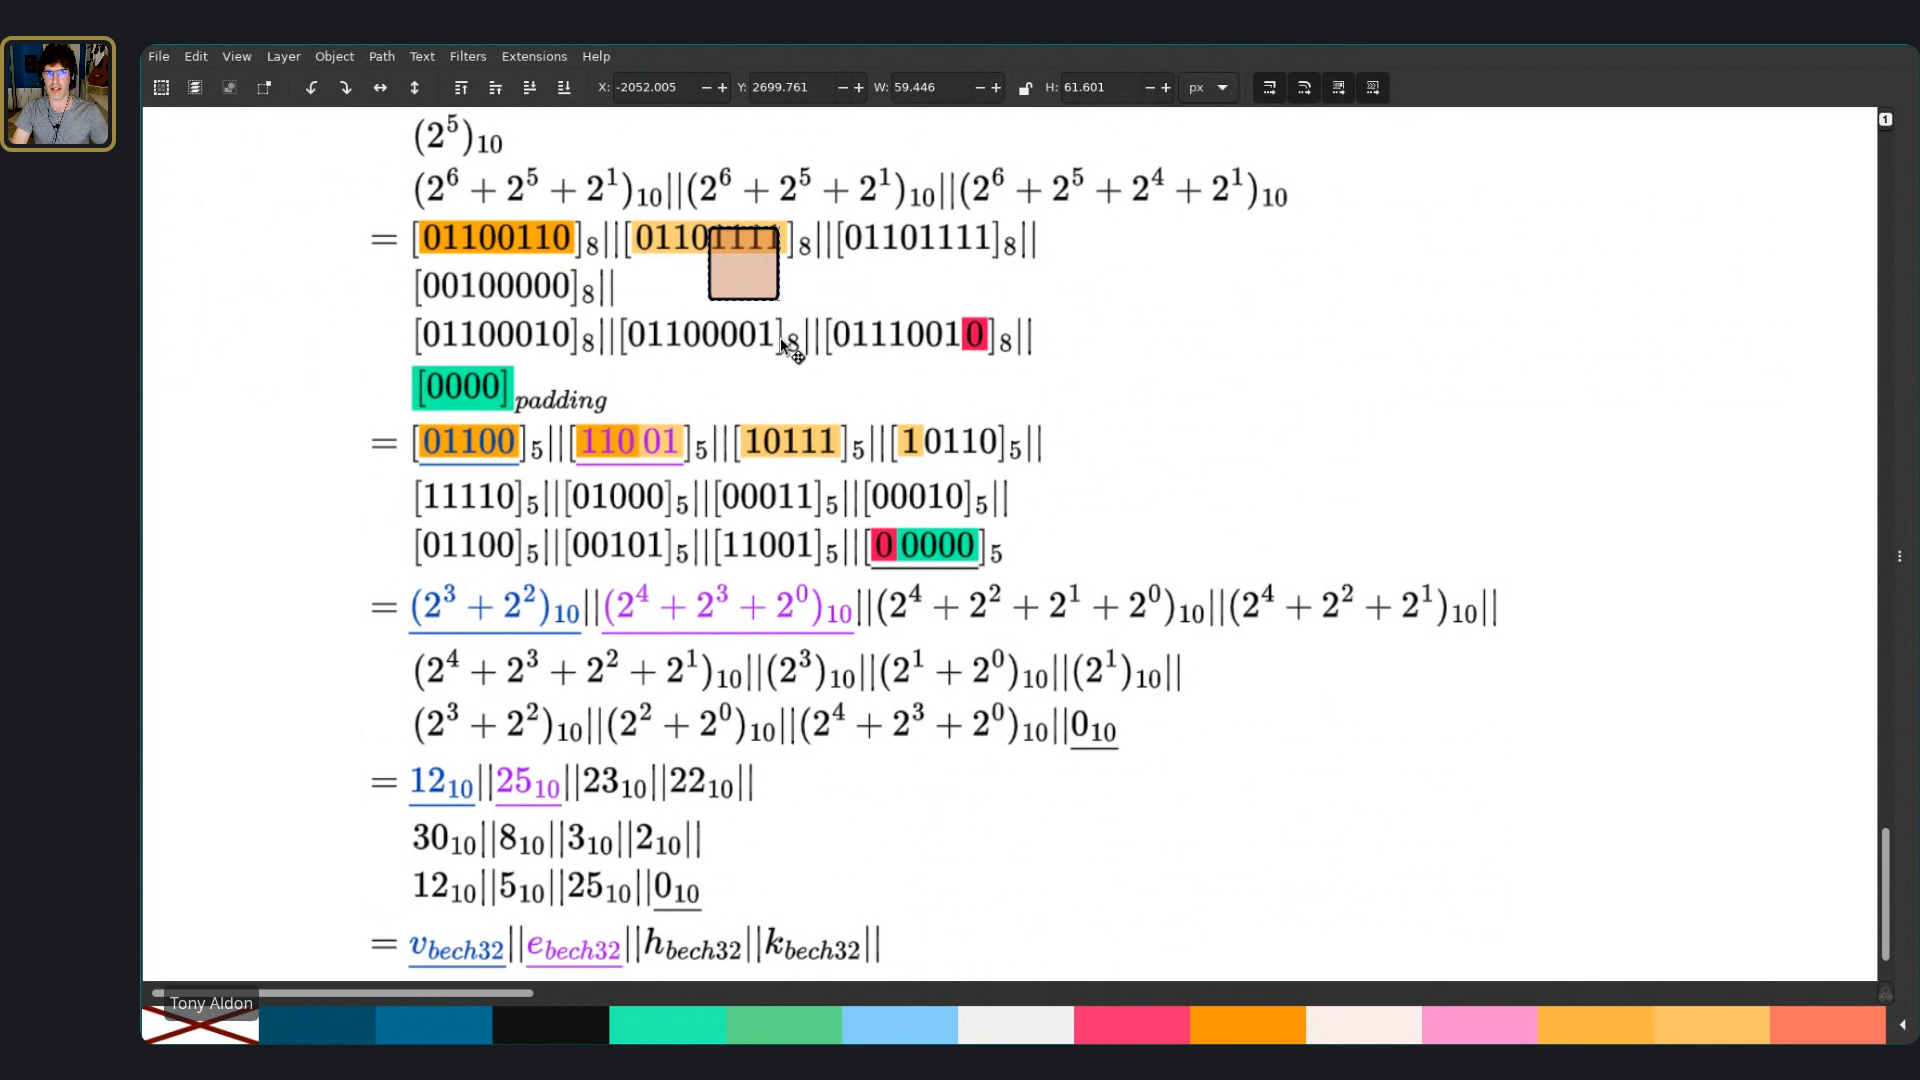 File Edit View Layer Object Path Text Filters Extensions Help
X: -2052.005 Y: 2699.761 W: 59.446 H: 61.601 px
1
(2^5)_10
(2^6 + 2^5 + 2^1)_10||(2^6 + 2^5 + 2^1)_10||(2^6 + 2^5 + 2^4 + 2^1)_10
= [01100110]_8||[01101111]_8||[01101111]_8||
[00100000]_8||
[01100010]_8||[01100001]_8||[01110010]_8||
[0000]_padding
= [01100]_5||[11001]_5||[10111]_5||[10110]_5||
[11110]_5||[01000]_5||[00011]_5||[00010]_5||
[01100]_5||[00101]_5||[11001]_5||[00000]_5
= (2^3 + 2^2)_10||(2^4 + 2^3 + 2^0)_10||(2^4 + 2^2 + 2^1 + 2^0)_10||(2^4 + 2^2 + 2^1)_10||
(2^4 + 2^3 + 2^2 + 2^1)_10||(2^3)_10||(2^1 + 2^0)_10||(2^1)_10||
(2^3 + 2^2)_10||(2^2 + 2^0)_10||(2^4 + 2^3 + 2^0)_10||0_10
= 12_10||25_10||23_10||22_10||
30_10||8_10||3_10||2_10||
12_10||5_10||25_10||0_10
= v_bech32||e_bech32||h_bech32||k_bech32||
Tony Aldon